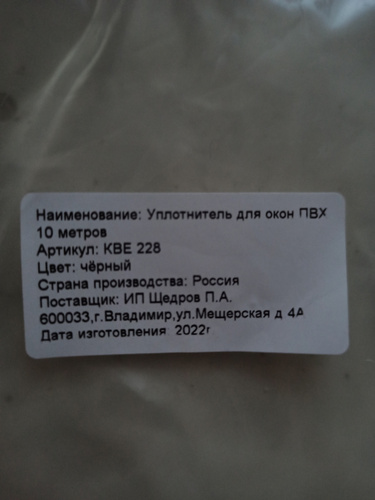 Наименование: Уплотнитель для окон ПВХ
10 метров
Артикул: КВЕ 228
Цвет: чёрный
Страна производства: Россия
Поставщик: ИП Щедров П.А.
600033,г.Владимир,ул.Мещерская д 4А
Дата изготовления: 2022г